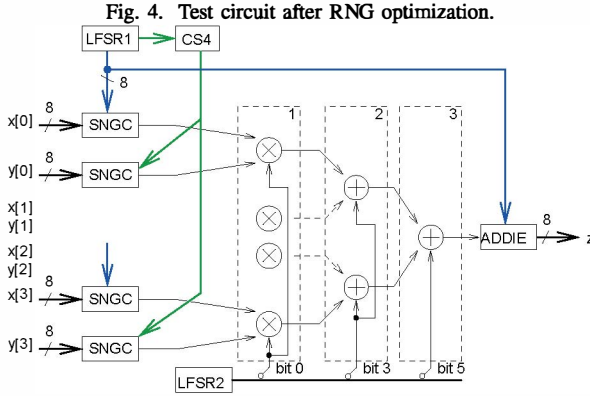 Fig. 4. Test circuit after RNG optimization.
LFSR1 CS4
8
x[0] 8 SNGC 1 2 3
y[0] 8 SNGC
x[1]
y[1]
x[2]
y[2]
ADDIE 8 z
x[3] 8 SNGC
y[3] 8 SNGC
LFSR2 bit 0 bit 3 bit 5